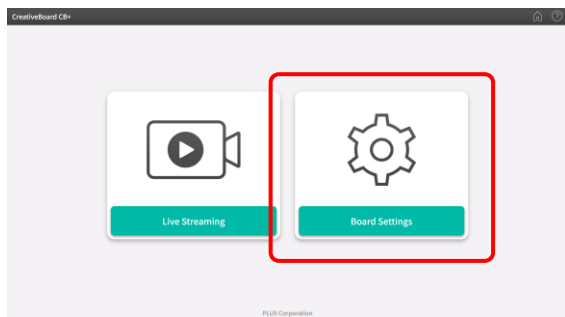 CreativeBoard CB+
Live Streaming
Board Settings
PLUS Corporation